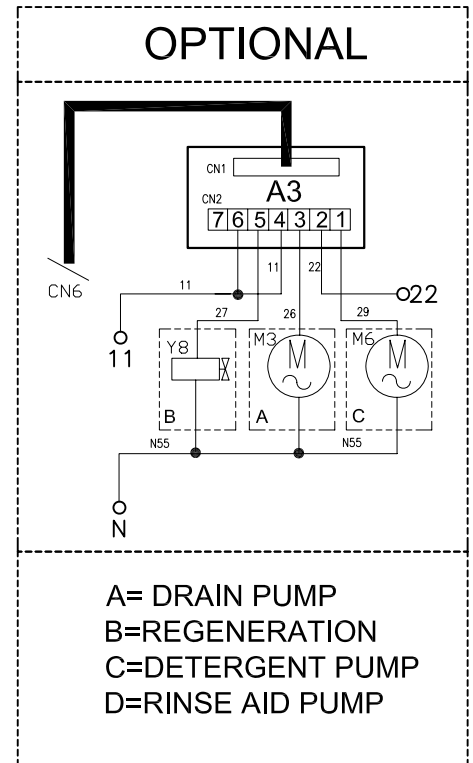 OPTIONAL
CN1
A3
CN2
7 6 5 4 3 2 1
CN6
11
11
22
22
11
27
26
29
Y8
M3
M6
M
M
B
A
C
N55
N55
N
A= DRAIN PUMP
B=REGENERATION
C=DETERGENT PUMP
D=RINSE AID PUMP